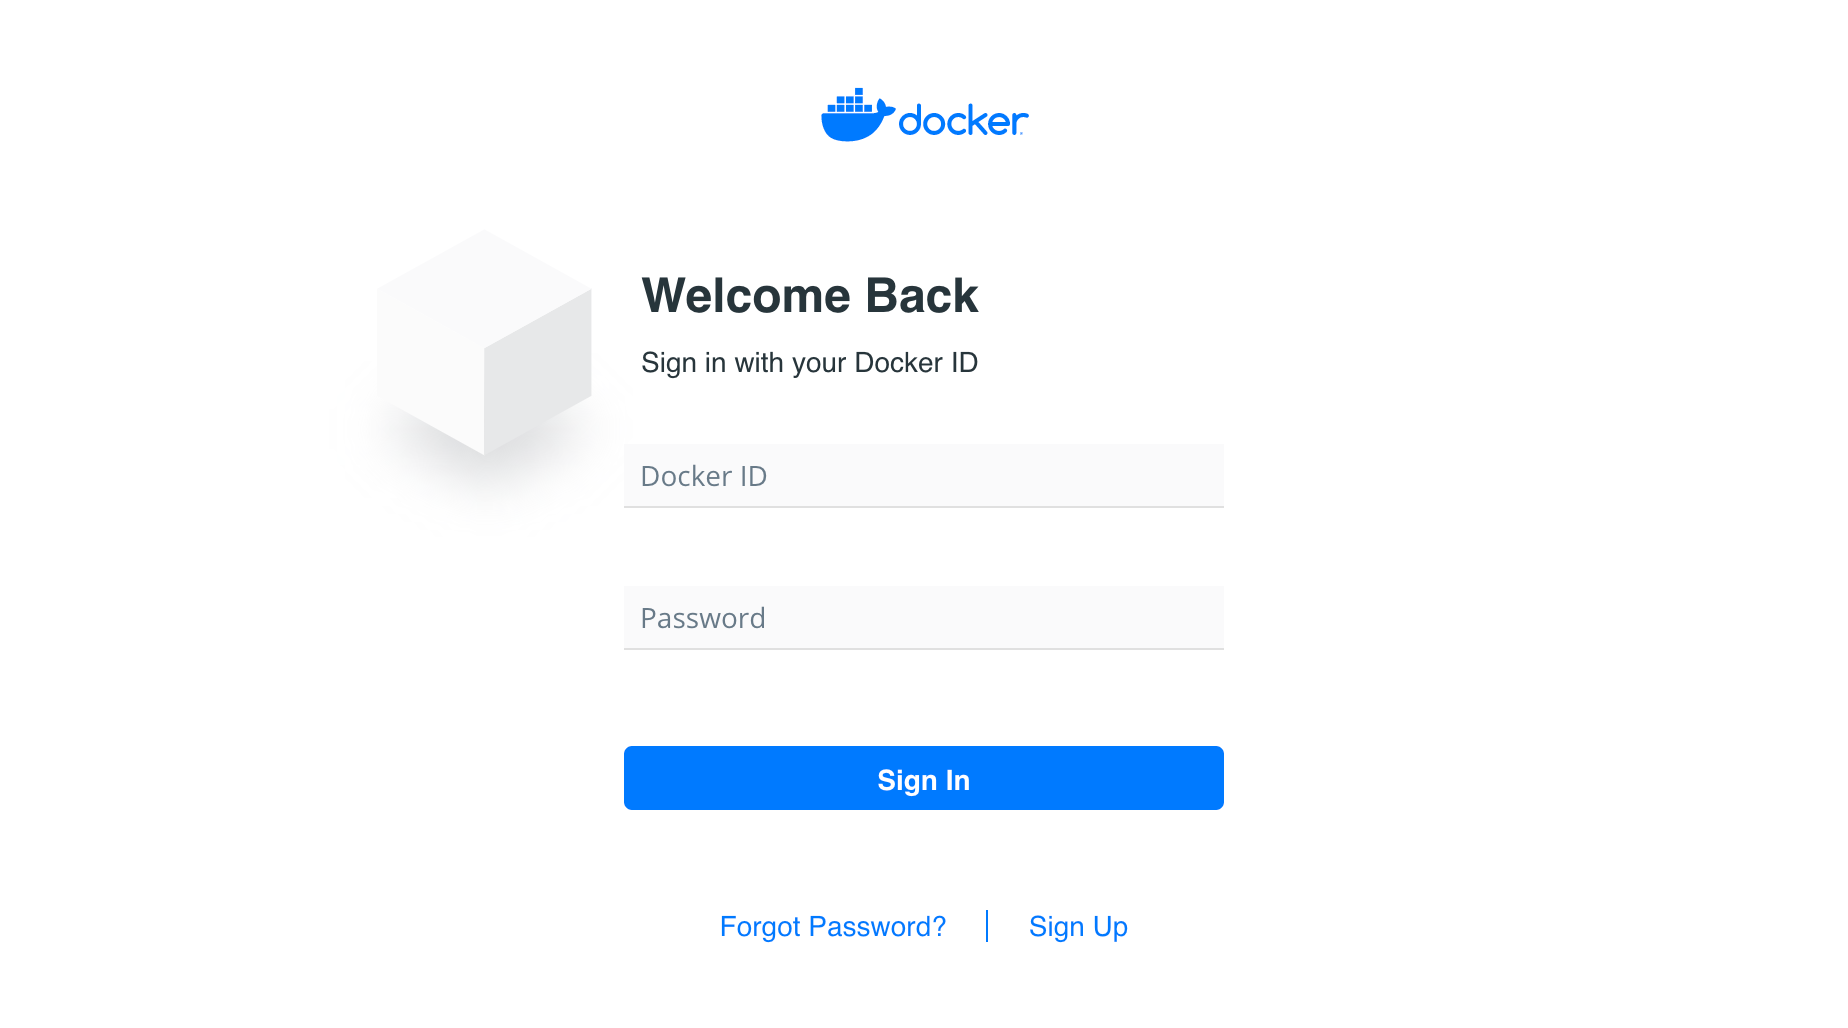 docker
Welcome Back
Sign in with your Docker ID
Docker ID
Password
Sign In
Forgot Password? | Sign Up